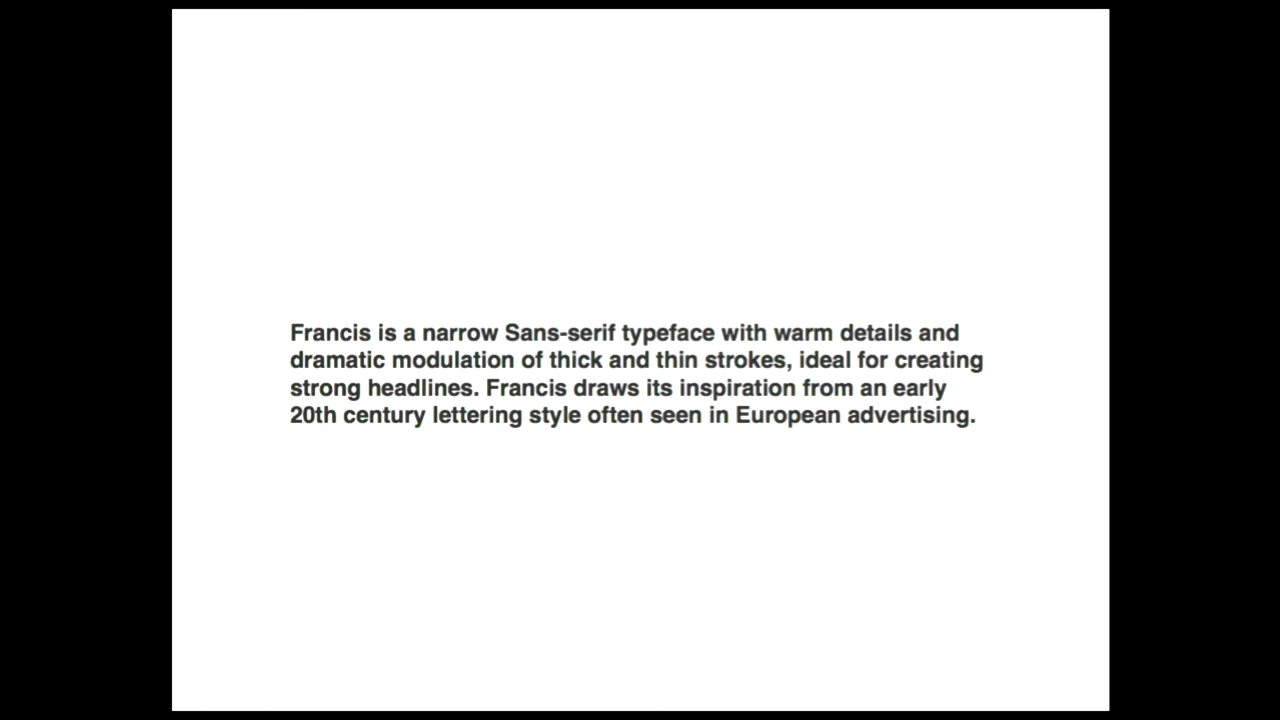 Francis is a narrow Sans-serif typeface with warm details and
dramatic modulation of thick and thin strokes, ideal for creating
strong headlines. Francis draws its inspiration from an early
20th century lettering style often seen in European advertising.